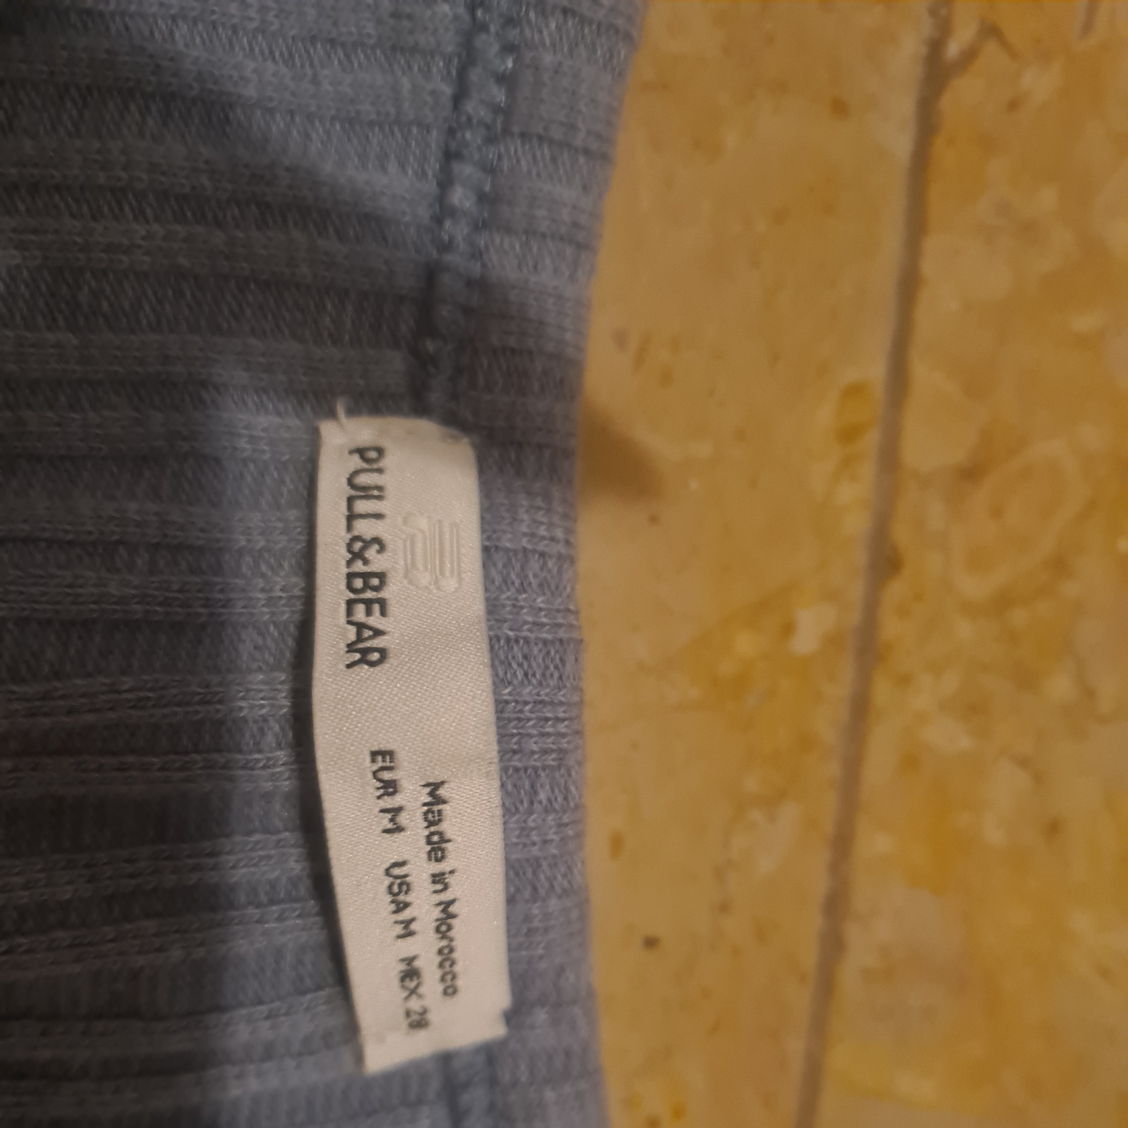 PULL&BEAR
Made in Morocco
EUR M USA M MEX 28